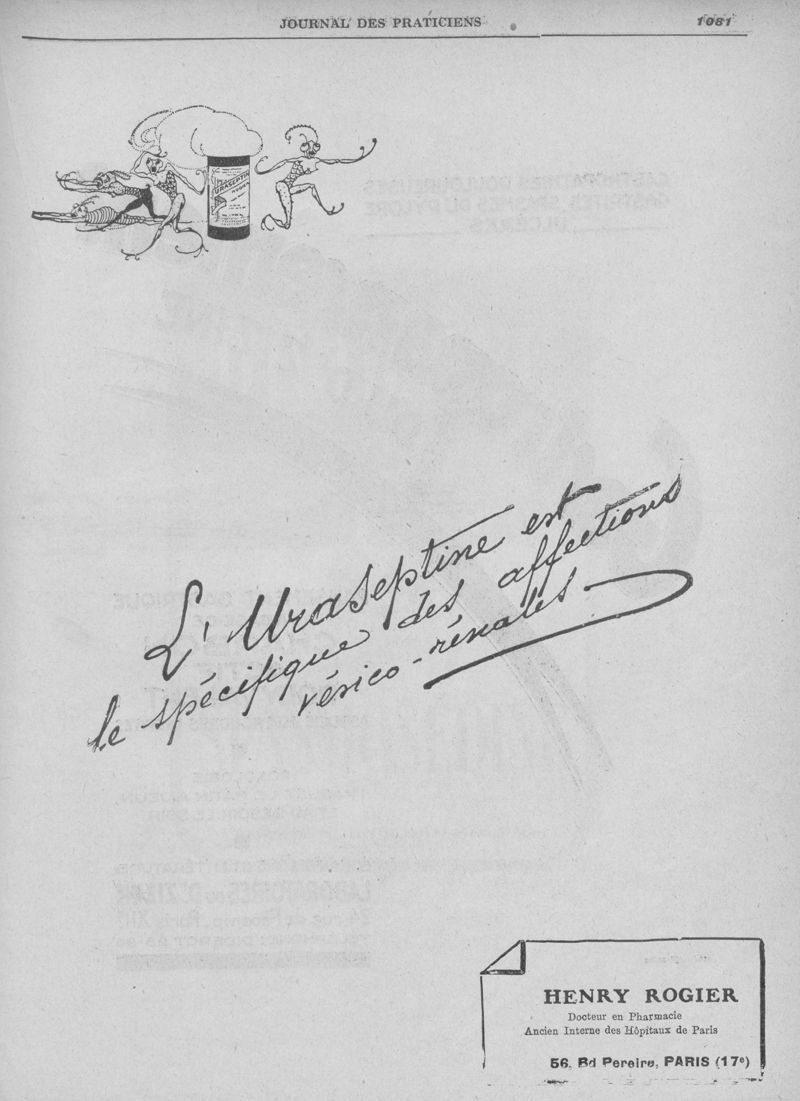 JOURNAL DES PRATICIENS
1081
URASEPTINE
L'Uraseptine est
le spécifique des affections
vésico-rénales
HENRY ROGIER
Docteur en Pharmacie
Ancien Interne des Hôpitaux de Paris
56, Bd Pereire, PARIS (17e)